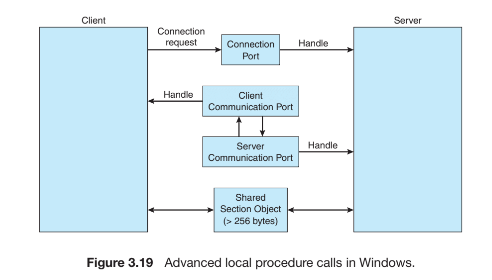 Client
Server
Connection
request
Connection
Port
Handle
Handle
Client
Communication Port
Server
Communication Port
Handle
Shared
Section Object
(> 256 bytes)
Figure 3.19 Advanced local procedure calls in Windows.